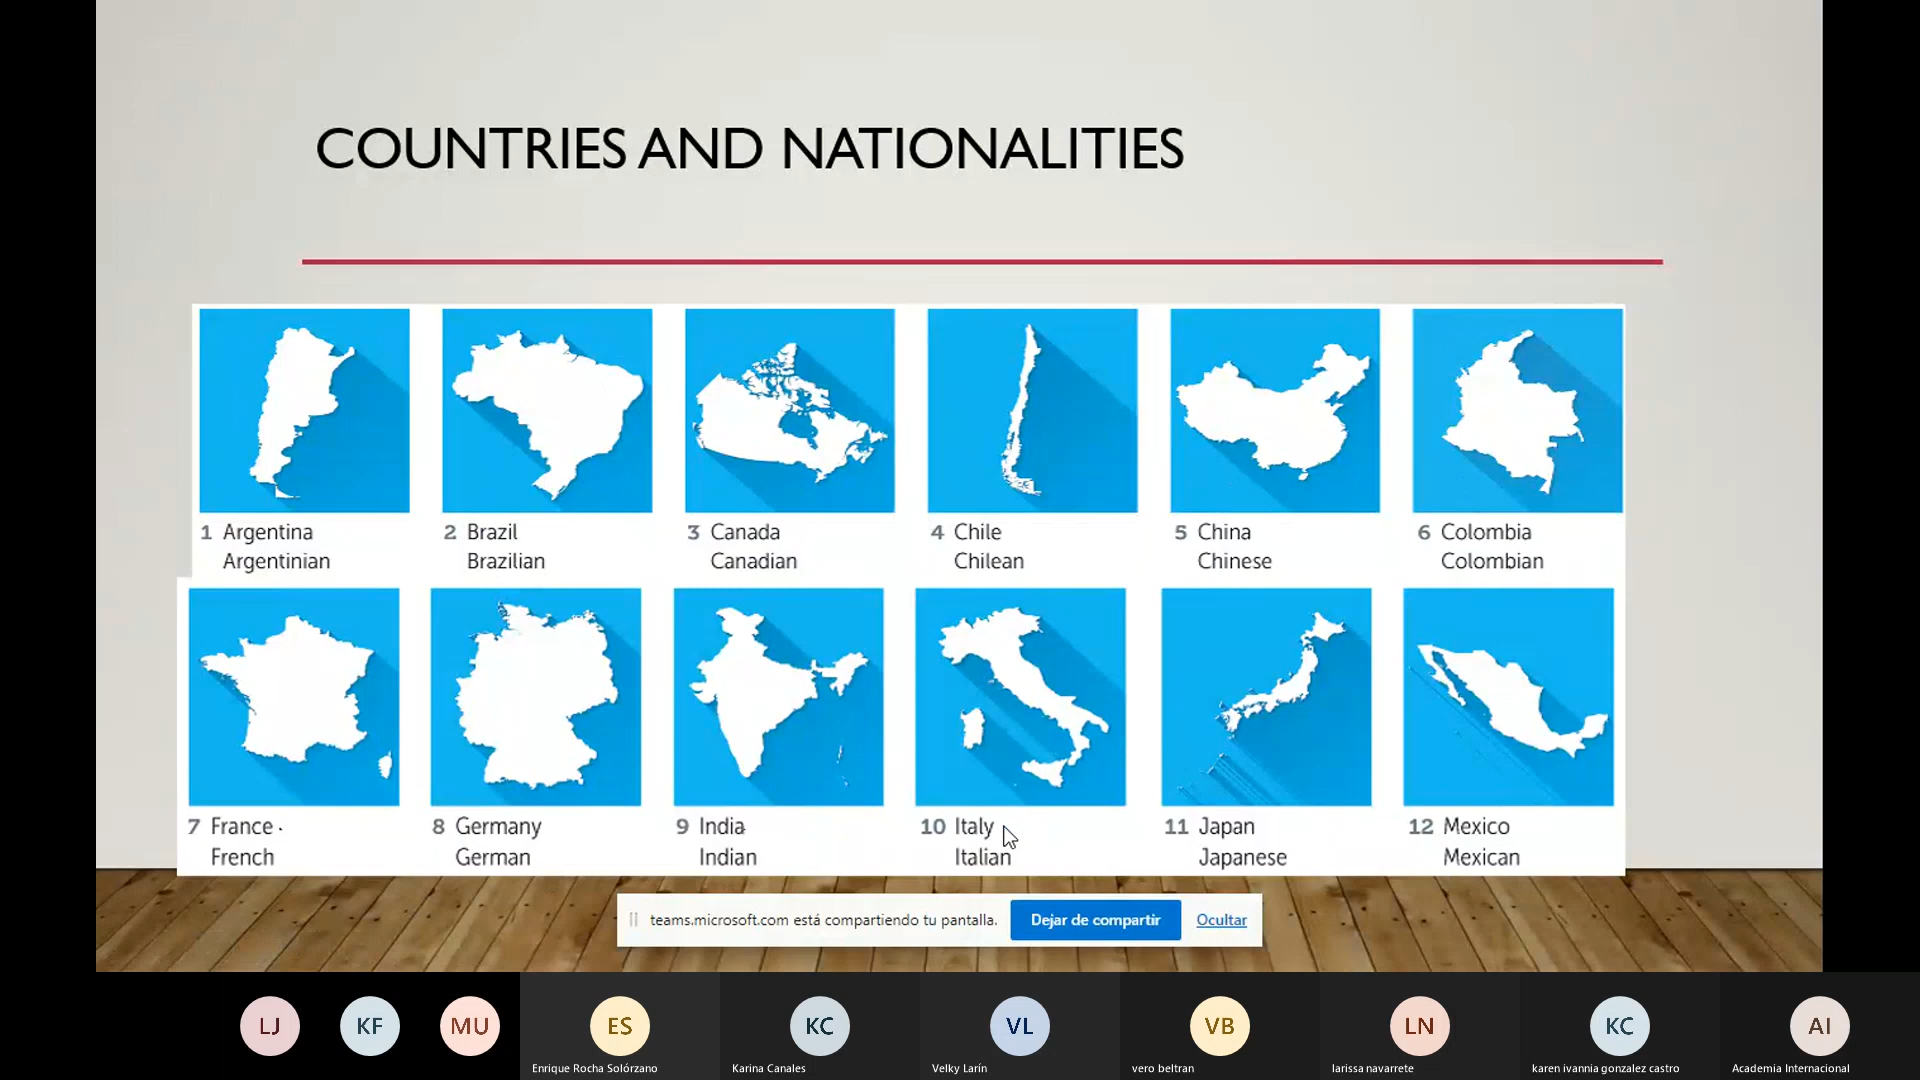 COUNTRIES AND NATIONALITIES
1 Argentina
Argentinian
2 Brazil
Brazilian
3 Canada
Canadian
4 Chile
Chilean
5 China
Chinese
6 Colombia
Colombian
7 France
French
8 Germany
German
9 India
Indian
10 Italy
Italian
11 Japan
Japanese
12 Mexico
Mexican
teams.microsoft.com está compartiendo tu pantalla.
Dejar de compartir
Ocultar
LJ
KF
MU
ES
Enrique Rocha Solórzano
KC
Karina Canales
VL
Velky Larín
VB
vero beltran
LN
larissa navarrete
KC
karen ivannia gonzalez castro
AI
Academia Internacional